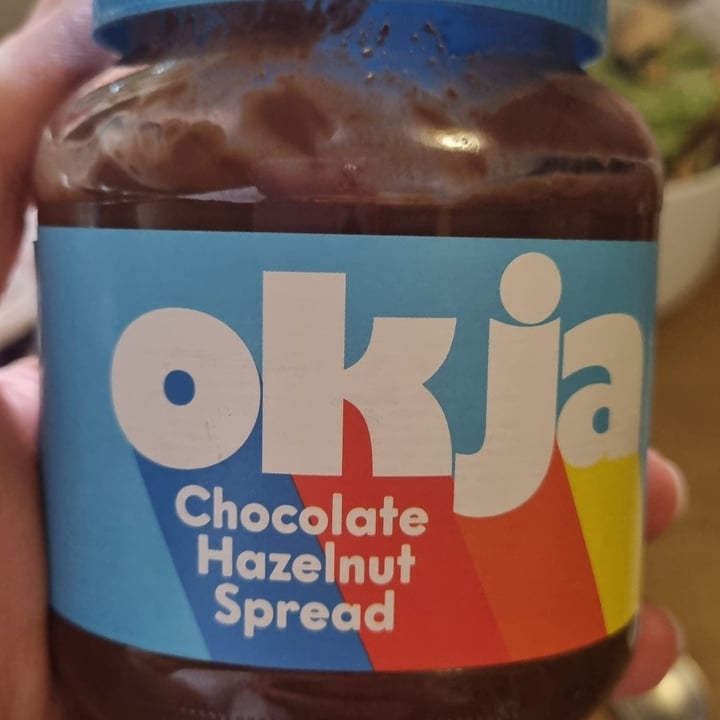 okja
Chocolate
Hazelnut
Spread